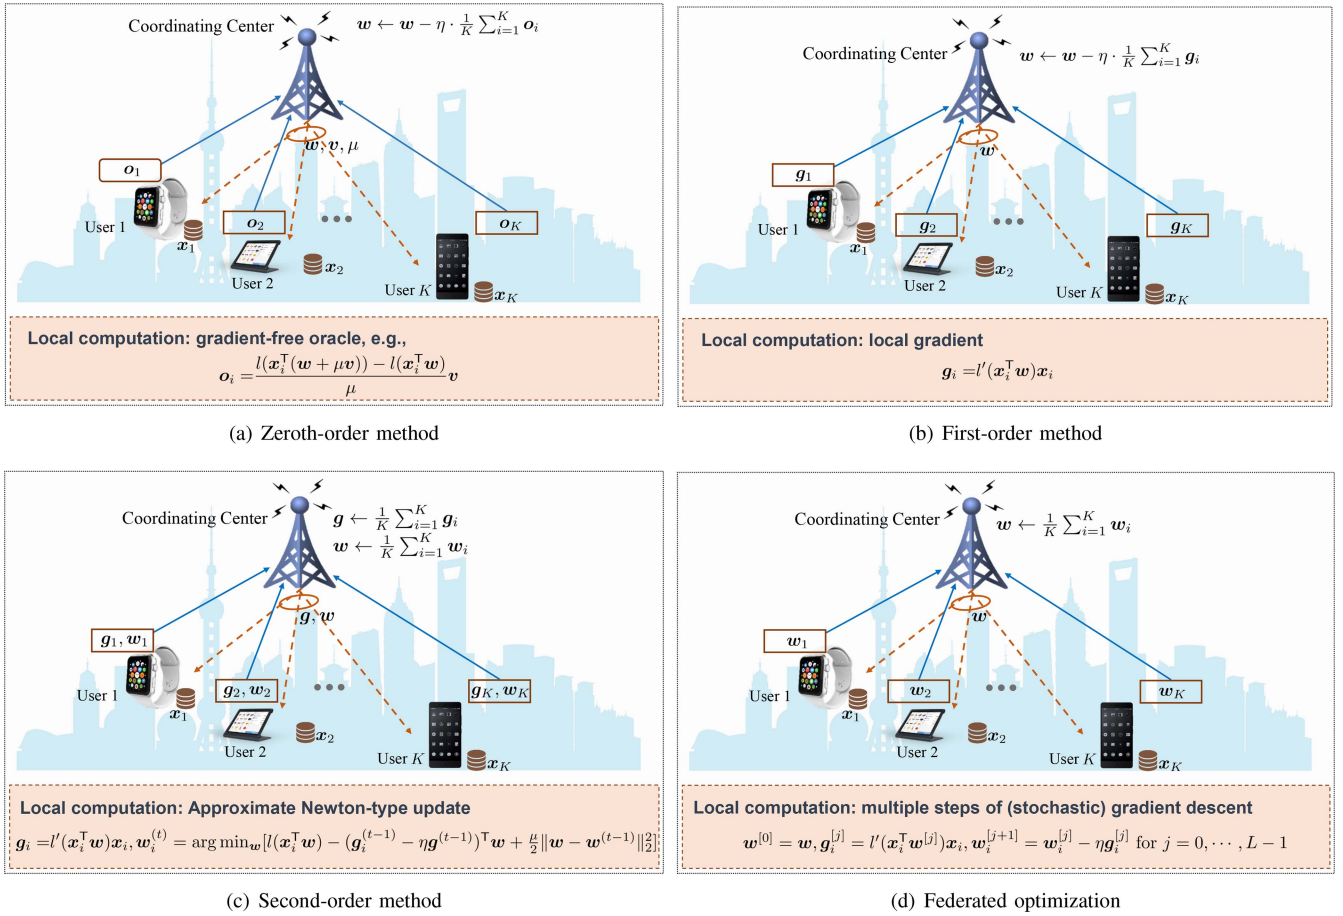 Coordinating Center
w ← w − η · 1/K ∑_{i=1}^{K} o_i
w, v, μ
o_1
User 1
x_1
o_2
User 2
x_2
•••
o_K
User K
x_K
Local computation: gradient-free oracle, e.g.,
o_i = (l(x_i^T(w + μv)) − l(x_i^T w)) / μ v
(a) Zeroth-order method
Coordinating Center
w ← w − η · 1/K ∑_{i=1}^{K} g_i
w
g_1
User 1
x_1
g_2
User 2
x_2
•••
g_K
User K
x_K
Local computation: local gradient
g_i = l′(x_i^T w)x_i
(b) First-order method
Coordinating Center
g ← 1/K ∑_{i=1}^{K} g_i
w ← 1/K ∑_{i=1}^{K} w_i
g, w
g_1, w_1
User 1
x_1
g_2, w_2
User 2
x_2
•••
g_K, w_K
User K
x_K
Local computation: Approximate Newton-type update
g_i = l′(x_i^T w)x_i, w_i^{(t)} = arg min_w [l(x_i^T w) − (g_i^{(t−1)} − ηg^{(t−1)})^T w + μ/2 ‖w − w^{(t−1)}‖_2^2]
(c) Second-order method
Coordinating Center
w ← 1/K ∑_{i=1}^{K} w_i
w
w_1
User 1
x_1
w_2
User 2
x_2
•••
w_K
User K
x_K
Local computation: multiple steps of (stochastic) gradient descent
w^{[0]} = w, g_i^{[j]} = l′(x_i^T w^{[j]})x_i, w_i^{[j+1]} = w_i^{[j]} − ηg_i^{[j]} for j = 0, ⋯ , L − 1
(d) Federated optimization